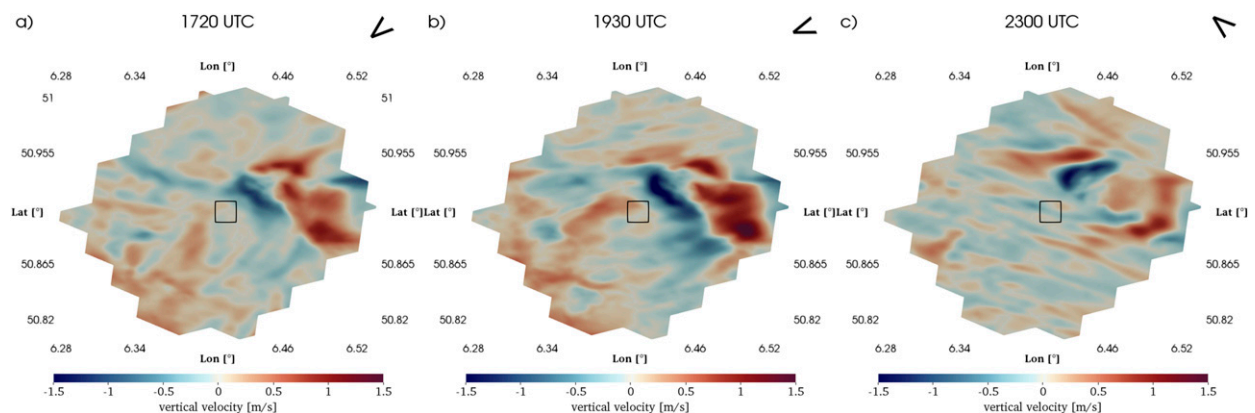 a) 1720 UTC
b) 1930 UTC
c) 2300 UTC
Lon [°] Lon [°] Lon [°]
6.28 6.34 6.46 6.52 6.28 6.34 6.46 6.52 6.28 6.34 6.46 6.52
51 51 51 51
50.955 50.955 50.955 50.955
Lat [°] Lat [°] Lat [°] Lat [°] Lat [°] Lat [°]
50.865 50.865 50.865 50.865
50.82 50.82 50.82 50.82
6.28 6.34 6.46 6.52 6.28 6.34 6.46 6.52 6.28 6.34 6.46 6.52
Lon [°] Lon [°] Lon [°]
−1.5 -1 -0.5 0 0.5 1 1.5 −1.5 -1 -0.5 0 0.5 1 1.5 −1.5 -1 -0.5 0 0.5 1 1.5
vertical velocity [m/s] vertical velocity [m/s] vertical velocity [m/s]